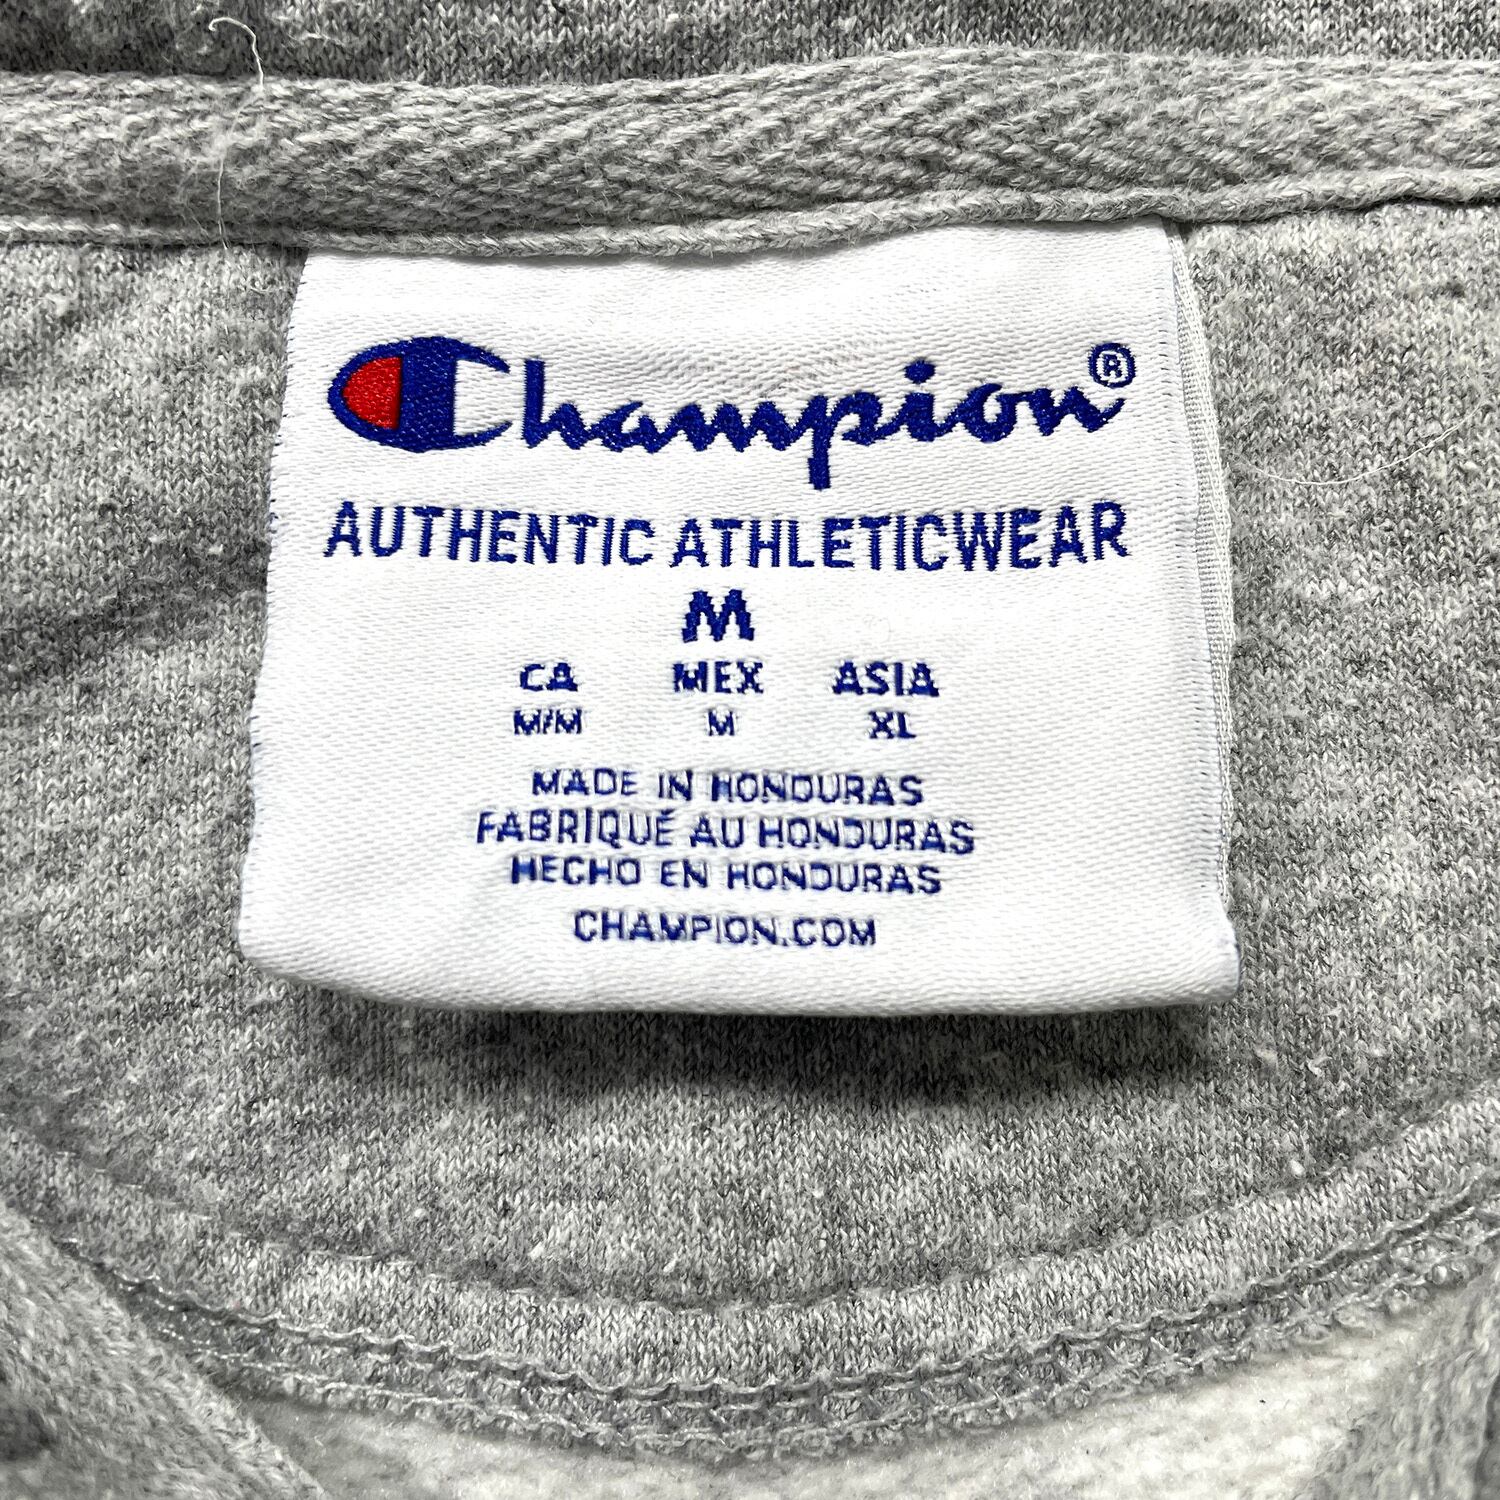 Champion®
AUTHENTIC ATHLETICWEAR
M
CA MEX ASIA
M/M M XL
MADE IN HONDURAS
FABRIQUÉ AU HONDURAS
HECHO EN HONDURAS
CHAMPION.COM